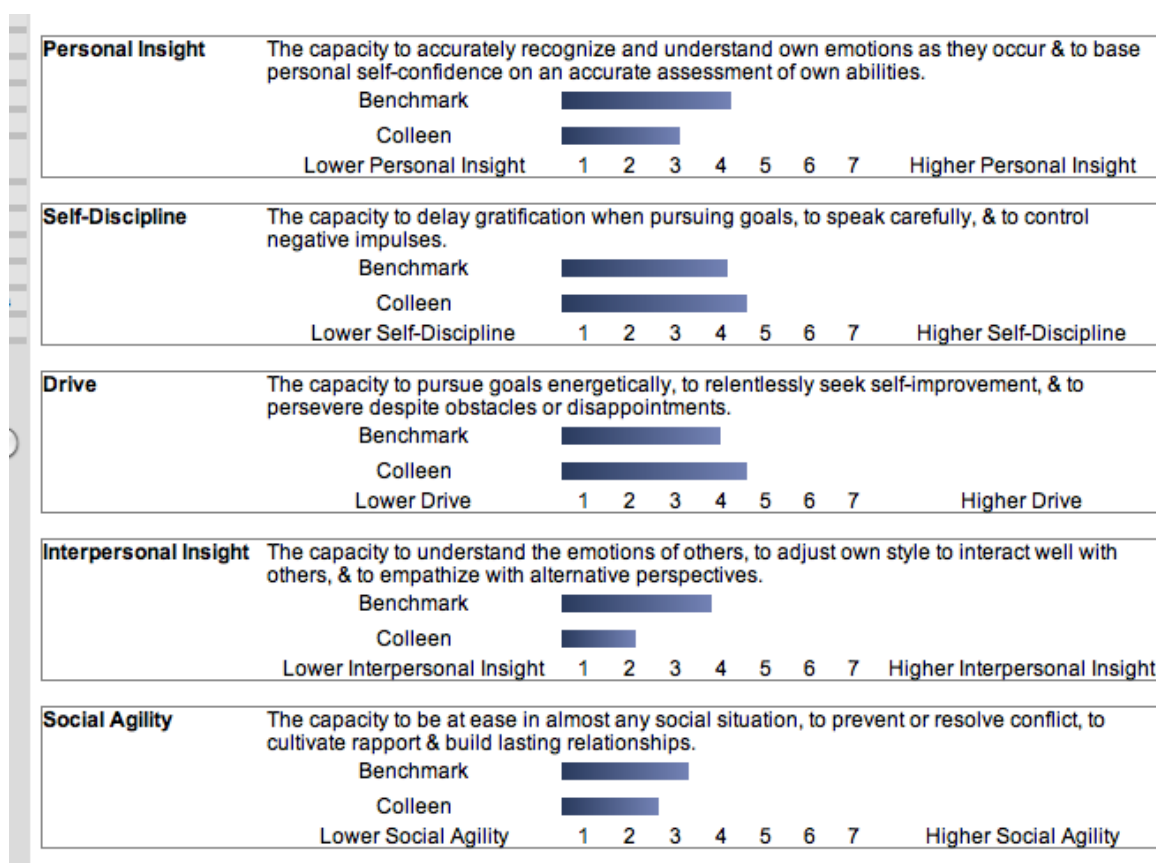 Personal Insight The capacity to accurately recognize and understand own emotions as they occur & to base
personal self-confidence on an accurate assessment of own abilities.
Benchmark
Colleen
Lower Personal Insight 1 2 3 4 5 6 7 Higher Personal Insight
Self-Discipline The capacity to delay gratification when pursuing goals, to speak carefully, & to control
negative impulses.
Benchmark
Colleen
Lower Self-Discipline 1 2 3 4 5 6 7 Higher Self-Discipline
Drive The capacity to pursue goals energetically, to relentlessly seek self-improvement, & to
persevere despite obstacles or disappointments.
Benchmark
Colleen
Lower Drive 1 2 3 4 5 6 7 Higher Drive
Interpersonal Insight The capacity to understand the emotions of others, to adjust own style to interact well with
others, & to empathize with alternative perspectives.
Benchmark
Colleen
Lower Interpersonal Insight 1 2 3 4 5 6 7 Higher Interpersonal Insight
Social Agility The capacity to be at ease in almost any social situation, to prevent or resolve conflict, to
cultivate rapport & build lasting relationships.
Benchmark
Colleen
Lower Social Agility 1 2 3 4 5 6 7 Higher Social Agility